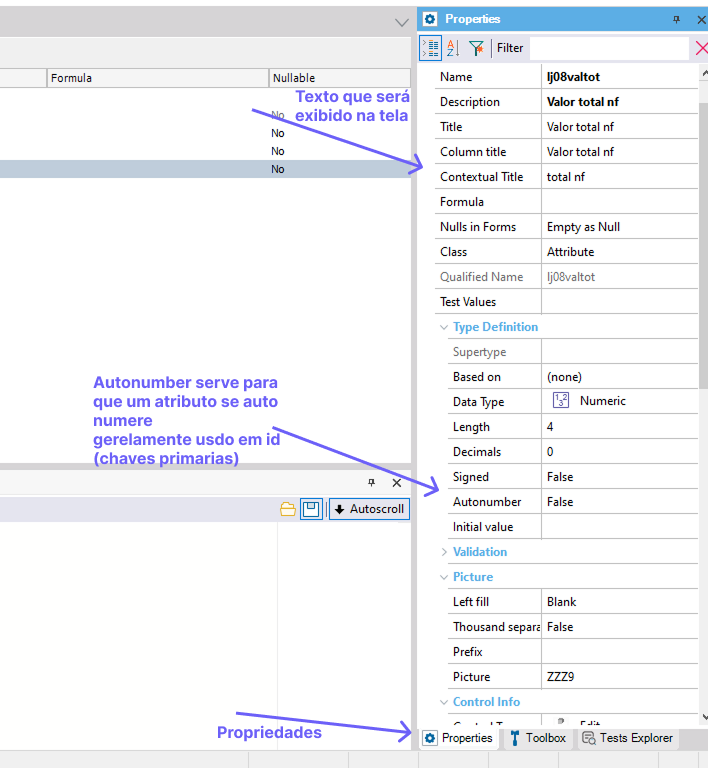 Properties
Filter
Formula
Nullable
Name
lj08valtot
Texto que será
exibido na tela
Description
Valor total nf
No
Title
Valor total nf
No
Column title
Valor total nf
No
Contextual Title
total nf
No
Formula
Nulls in Forms
Empty as Null
Class
Attribute
Qualified Name
lj08valtot
Test Values
Type Definition
Supertype
Autonumber serve para
que um atributo se auto
numere
gerelamente usdo em id
(chaves primarias)
Based on
(none)
Data Type
1,2
3
Numeric
Length
4
Decimals
0
Signed
False
Autonumber
False
Autoscroll
Initial value
Validation
Picture
Left fill
Blank
Thousand separa
False
Prefix
Picture
ZZZ9
Control Info
Propriedades
Edit
Properties
Toolbox
Tests Explorer